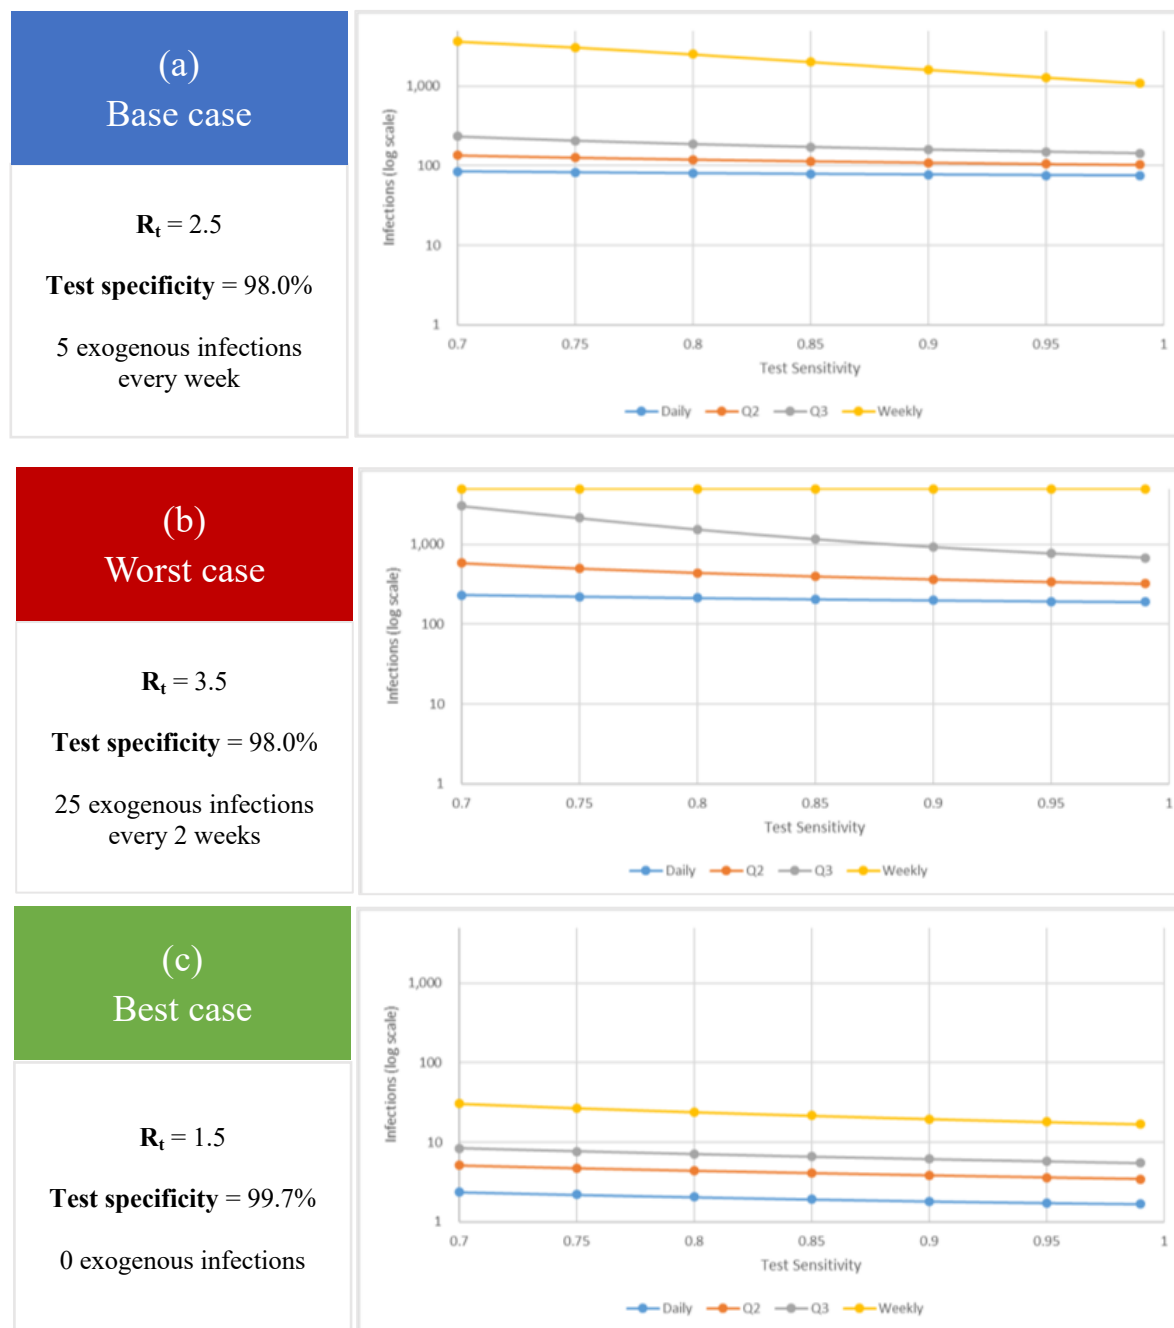 (a)
Base case
R_t = 2.5
Test specificity = 98.0%
5 exogenous infections
every week
Infections (log scale)
1,000
100
10
1
0.7 0.75 0.8 0.85 0.9 0.95 1
Test Sensitivity
Daily Q2 Q3 Weekly
(b)
Worst case
R_t = 3.5
Test specificity = 98.0%
25 exogenous infections
every 2 weeks
Infections (log scale)
1,000
100
10
1
0.7 0.75 0.8 0.85 0.9 0.95 1
Test Sensitivity
Daily Q2 Q3 Weekly
(c)
Best case
R_t = 1.5
Test specificity = 99.7%
0 exogenous infections
Infections (log scale)
1,000
100
10
1
0.7 0.75 0.8 0.85 0.9 0.95 1
Test Sensitivity
Daily Q2 Q3 Weekly